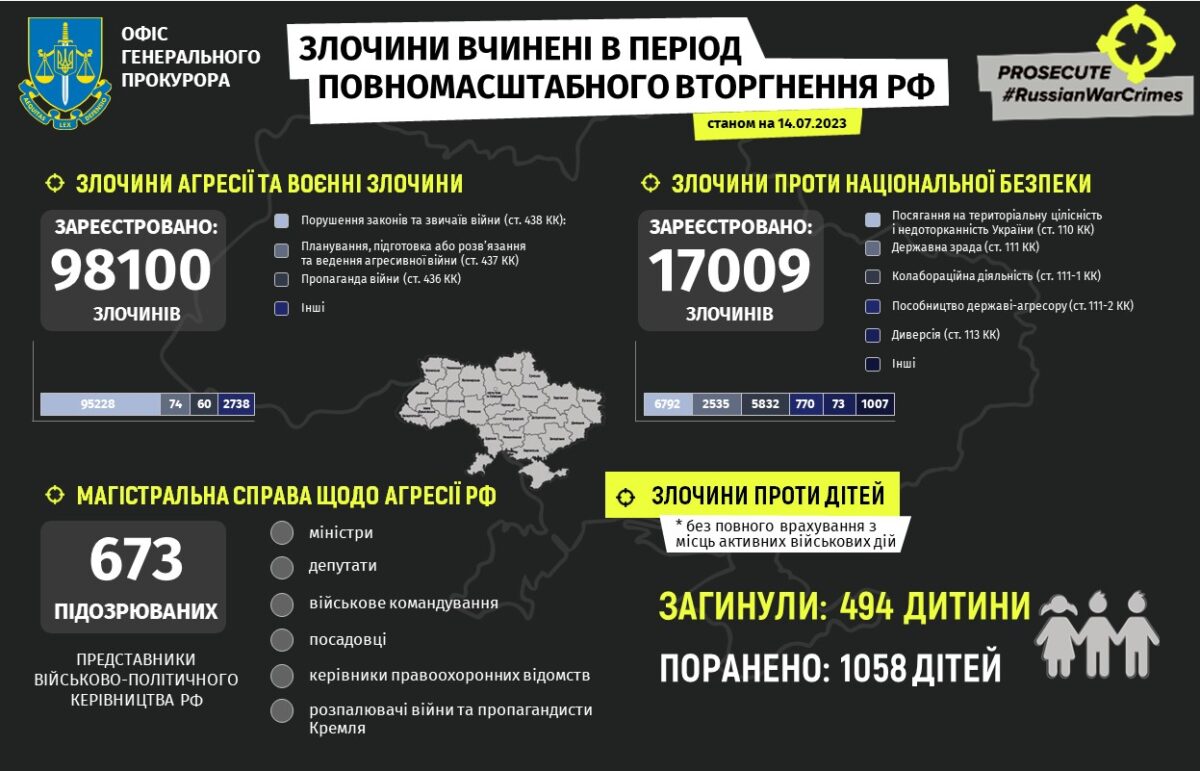 ОФІС
ГЕНЕРАЛЬНОГО
ПРОКУРОРА
LEX
ЗЛОЧИНИ ВЧИНЕНІ В ПЕРІОД
ПОВНОМАСШТАБНОГО ВТОРГНЕННЯ РФ
станом на 14.07.2023
PROSECUTE
#RussianWarCrimes
ЗЛОЧИНИ АГРЕСІЇ ТА ВОЄННІ ЗЛОЧИНИ
ЗАРЕЄСТРОВАНО:
98100
ЗЛОЧИНІВ
Порушення законів та звичаїв війни (ст. 438 КК):
Планування, підготовка або розв’язання
та ведення агресивної війни (ст. 437 КК)
Пропаганда війни (ст. 436 КК)
Інші
95228 74 60 2738
ЗЛОЧИНИ ПРОТИ НАЦІОНАЛЬНОЇ БЕЗПЕКИ
ЗАРЕЄСТРОВАНО:
17009
ЗЛОЧИНІВ
Посягання на територіальну цілісність
і недоторканність України (ст. 110 КК)
Державна зрада (ст. 111 КК)
Колабораційна діяльність (ст. 111-1 КК)
Пособництво державі-агресору (ст. 111-2 КК)
Диверсія (ст. 113 КК)
Інші
6792 2535 5832 770 73 1007
МАГІСТРАЛЬНА СПРАВА ЩОДО АГРЕСІЇ РФ
673
ПІДОЗРЮВАНИХ
ПРЕДСТАВНИКИ
ВІЙСЬКОВО-ПОЛІТИЧНОГО
КЕРІВНИЦТВА РФ
міністри
депутати
військове командування
посадовці
керівники правоохоронних відомств
розпалювачі війни та пропагандисти
Кремля
ЗЛОЧИНИ ПРОТИ ДІТЕЙ
* без повного врахування з
місць активних військових дій
ЗАГИНУЛИ: 494 ДИТИНИ
ПОРАНЕНО: 1058 ДІТЕЙ